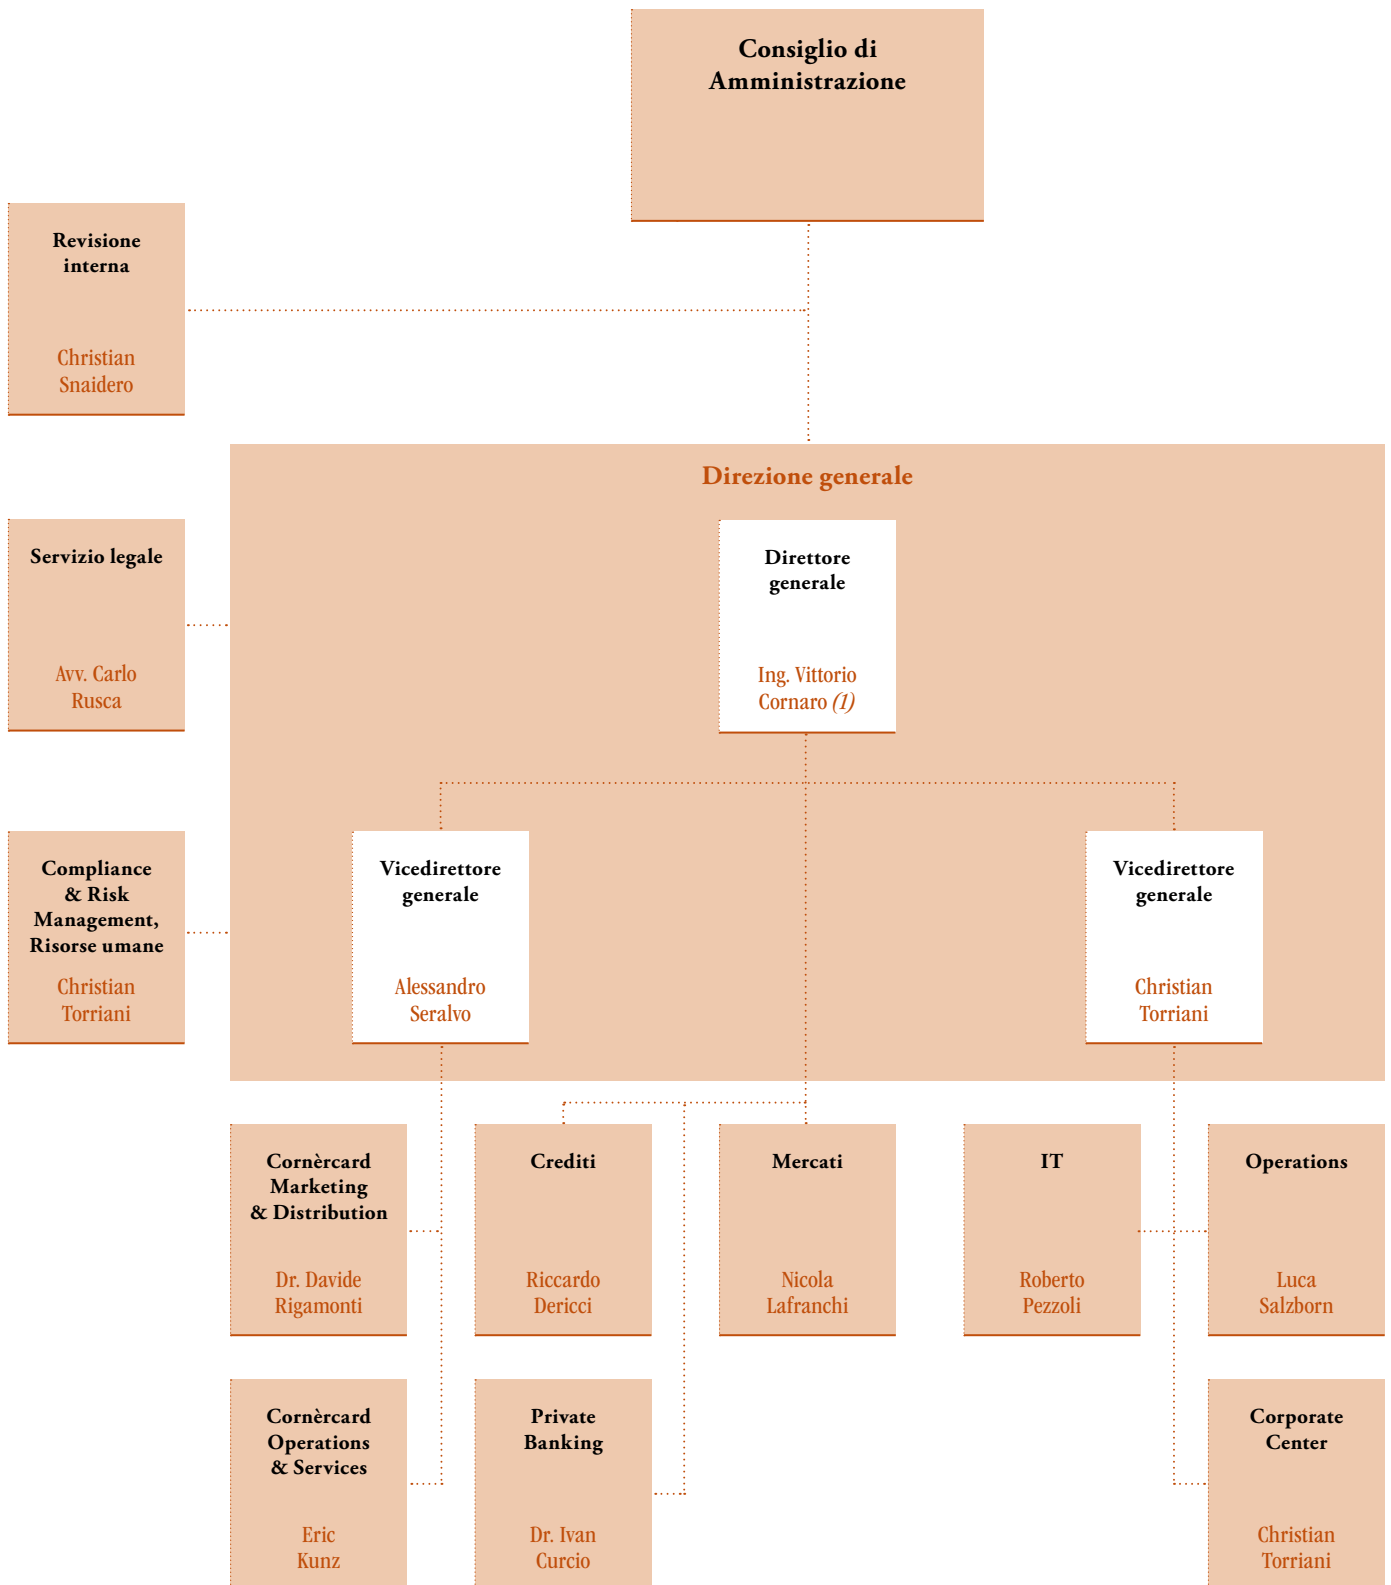 Consiglio di
Amministrazione
Revisione
interna
Christian
Snaidero
Direzione generale
Servizio legale
Avv. Carlo
Rusca
Direttore
generale
Ing. Vittorio
Cornaro (1)
Compliance
& Risk
Management,
Risorse umane
Christian
Torriani
Vicedirettore
generale
Alessandro
Seralvo
Vicedirettore
generale
Christian
Torriani
Cornèrcard
Marketing
& Distribution
Dr. Davide
Rigamonti
Crediti
Riccardo
Dericci
Mercati
Nicola
Lafranchi
IT
Roberto
Pezzoli
Operations
Luca
Salzborn
Cornèrcard
Operations
& Services
Eric
Kunz
Private
Banking
Dr. Ivan
Curcio
Corporate
Center
Christian
Torriani